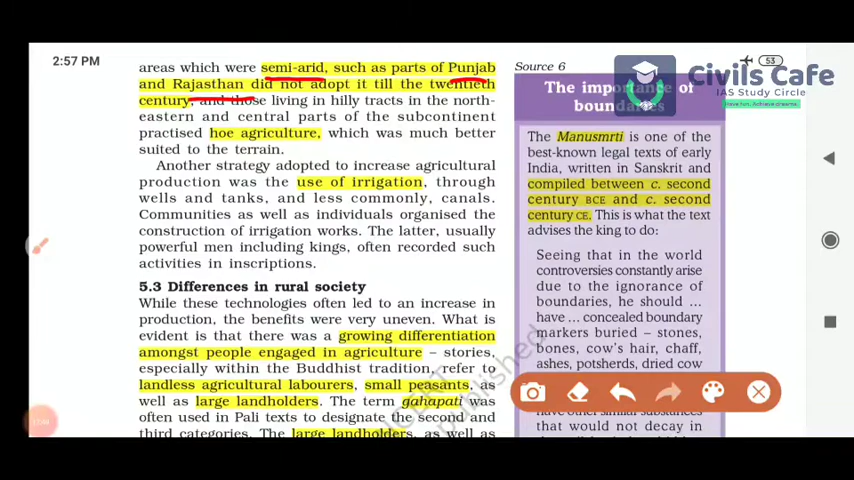 2:57 PM
areas which were semi-arid, such as parts of Punjab
and Rajasthan did not adopt it till the twentieth
century, and those living in hilly tracts in the north-
eastern and central parts of the subcontinent
practised hoe agriculture, which was much better
suited to the terrain.
Another strategy adopted to increase agricultural
production was the use of irrigation, through
wells and tanks, and less commonly, canals.
Communities as well as individuals organised the
construction of irrigation works. The latter, usually
powerful men including kings, often recorded such
activities in inscriptions.
5.3 Differences in rural society
While these technologies often led to an increase in
production, the benefits were very uneven. What is
evident is that there was a growing differentiation
amongst people engaged in agriculture – stories,
especially within the Buddhist tradition, refer to
landless agricultural labourers, small peasants, as
well as large landholders. The term gahapati was
often used in Pali texts to designate the second and
third categories. The large landholders, as well as
Source 6
The importance of
boundaries
The Manusmrti is one of the
best-known legal texts of early
India, written in Sanskrit and
compiled between c. second
century BCE and c. second
century CE. This is what the text
advises the king to do:
Seeing that in the world
controversies constantly arise
due to the ignorance of
boundaries, he should ...
have ... concealed boundary
markers buried – stones,
bones, cow's hair, chaff,
ashes, potsherds, dried cow
have other similar substances
that would not decay in
53
Civils Cafe
IAS Study Circle
Have fun. Achieve dreams.